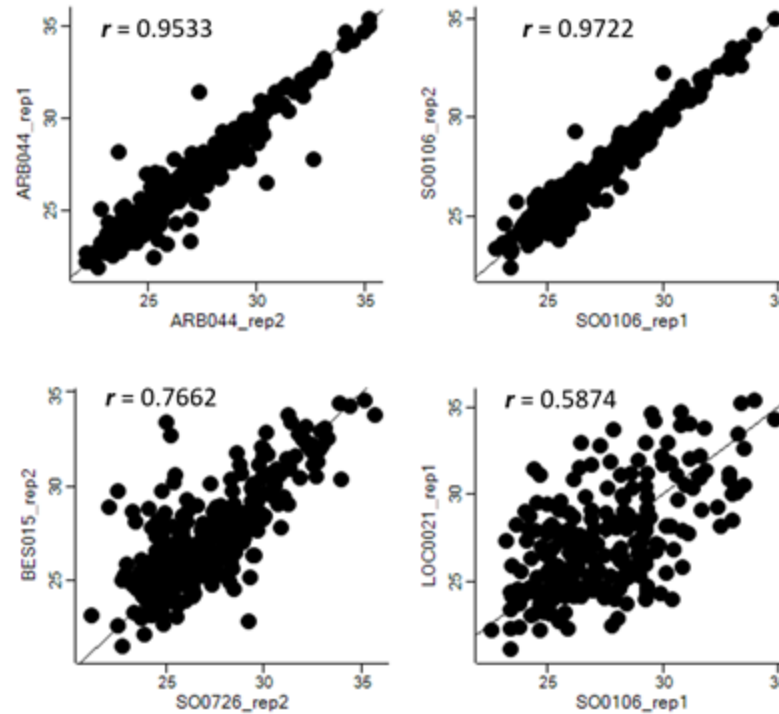 r = 0.9533
35
30
25
ARB044_rep1
25 30 35
ARB044_rep2
r = 0.9722
35
30
25
SO0106_rep2
25 30 35
SO0106_rep1
r = 0.7662
35
30
25
BES015_rep2
25 30 35
SO0726_rep2
r = 0.5874
35
30
25
LOC0021_rep1
25 30 35
SO0106_rep1